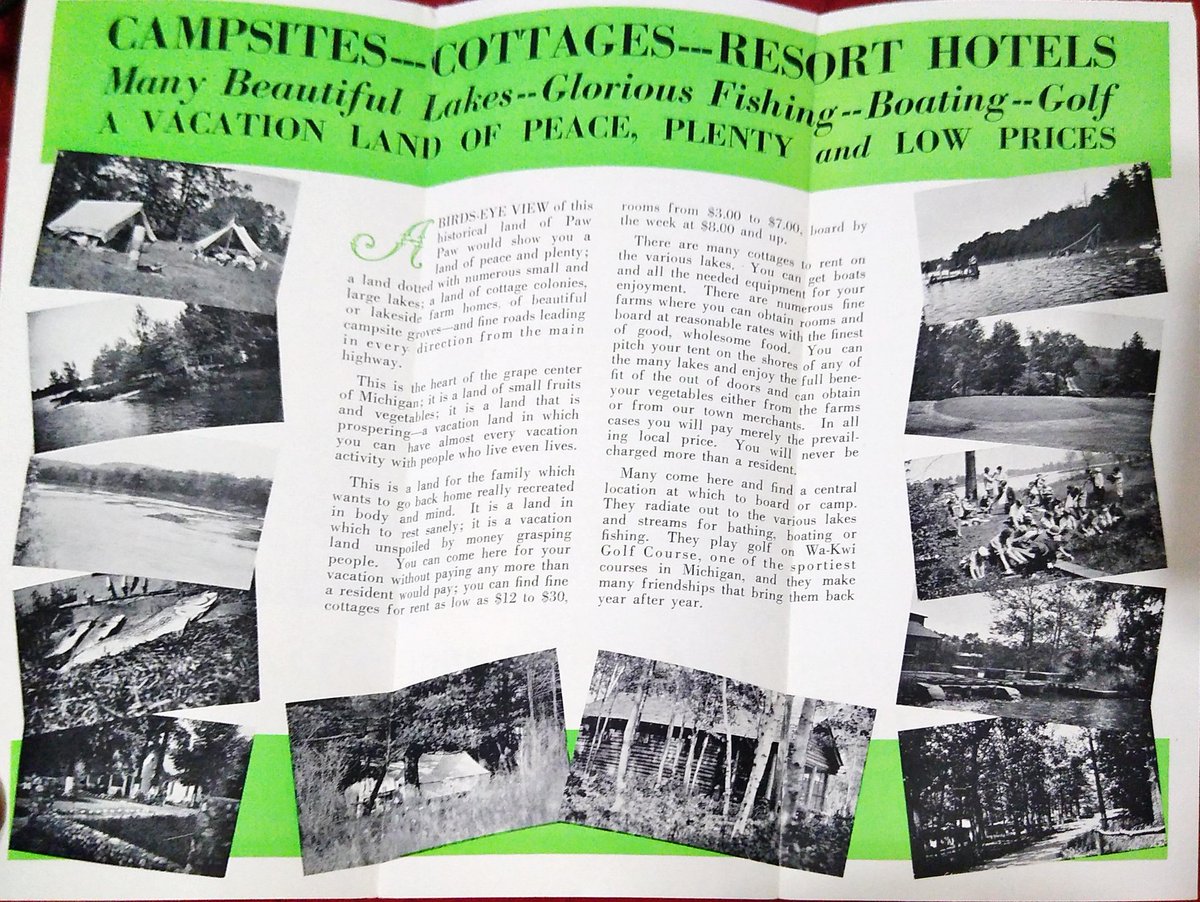 CAMPSITES---COTTAGES---RESORT HOTELS
Many Beautiful Lakes--Glorious Fishing--Boating--Golf
A VACATION LAND OF PEACE, PLENTY and LOW PRICES
A BIRDS-EYE VIEW of this
historical land of Paw
Paw would show you a
land of peace and plenty;
a land dotted with numerous small and
large lakes; a land of cottage colonies,
or lakeside farm homes. of beautiful
campsite groves—and fine roads leading
in every direction from the main
highway.
This is the heart of the grape center
of Michigan; it is a land of small fruits
and vegetables; it is a land that is
prospering—a vacation land in which
you can have almost every vacation
activity with people who live even lives.
This is a land for the family which
wants to go back home really recreated
in body and mind. It is a land in
which to rest sanely; it is a vacation
land unspoiled by money grasping
people. You can come here for your
vacation without paying any more than
a resident would pay; you can find fine
cottages for rent as low as $12 to $30,
rooms from $3.00 to $7.00, board by
the week at $8.00 and up.
There are many cottages to rent on
the various lakes. You can get boats
and all the needed equipment for your
enjoyment. There are numerous fine
farms where you can obtain rooms and
board at reasonable rates with the finest
of good, wholesome food. You can
pitch your tent on the shores of any of
the many lakes and enjoy the full bene-
fit of the out of doors and can obtain
your vegetables either from the farms
or from our town merchants. In all
cases you will pay merely the prevail-
ing local price. You will never be
charged more than a resident.
Many come here and find a central
location at which to board or camp.
They radiate out to the various lakes
and streams for bathing, boating or
fishing. They play golf on Wa-Kwi
Golf Course, one of the sportiest
courses in Michigan, and they make
many friendships that bring them back
year after year.